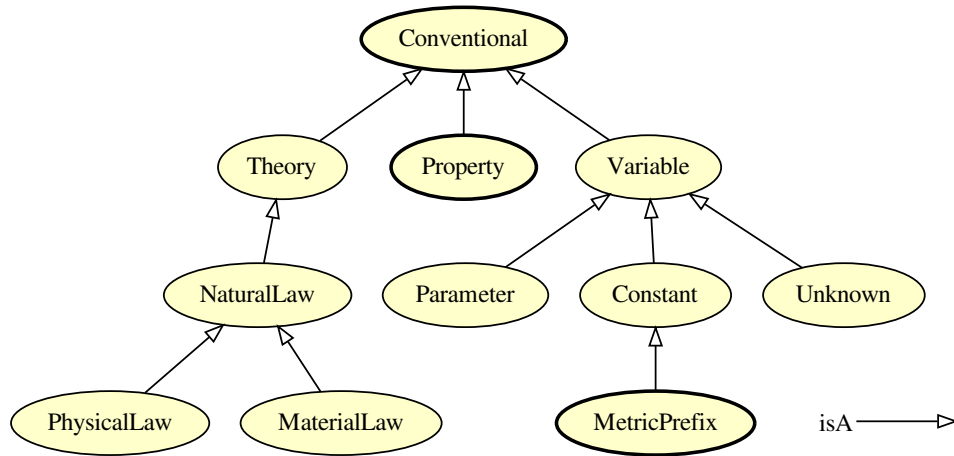 Conventional
Theory
Property
Variable
NaturalLaw
Parameter
Constant
Unknown
PhysicalLaw
MaterialLaw
MetricPrefix
isA